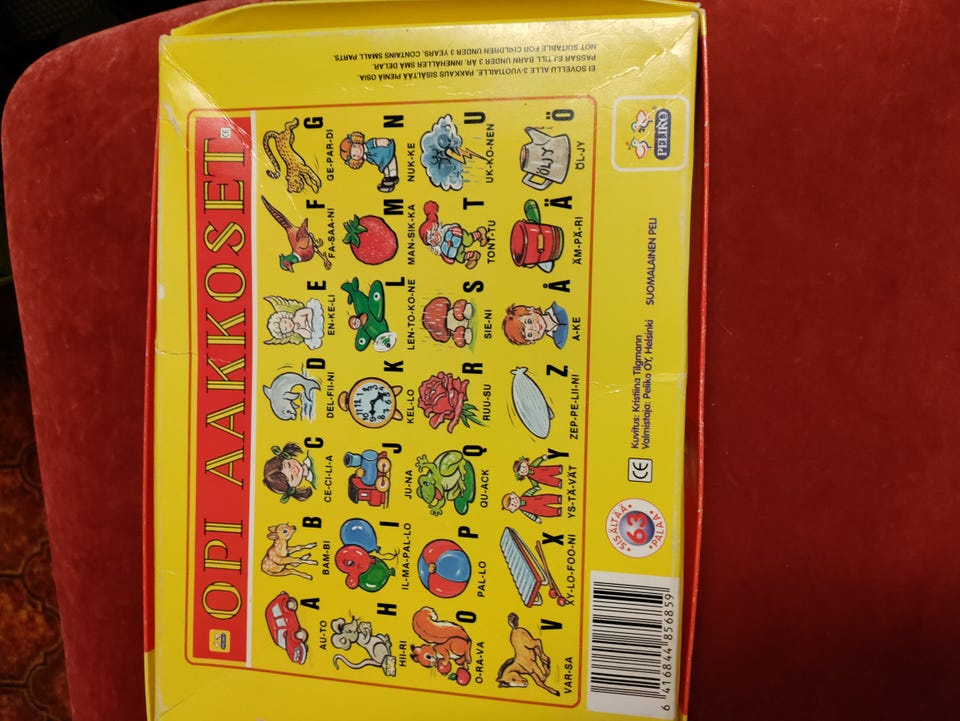 PELIKO
OPI AAKKOSET
CE
A B C D E F G
AU-TO BAM-BI CE-CI-LI-A DEL-FII-NI EN-KE-LI FA-SAA-NI GE-PAR-DI
H I J K L M N
HII-RI IL-MA-PAL-LO JU-NA KEL-LO LEN-TO-KO-NE MAN-SIK-KA NUK-KE
O P Q R S T U
O-RA-VA PAL-LO QU-ACK RUU-SU SIE-NI TONT-TU UK-KO-NEN
V X Y Z Å Ä Ö
ÖLJY
VAR-SA XY-LO-FOO-NI YS-TÄ-VÄT ZEP-PE-LII-NI Å-KE ÄM-PÄ-RI ÖL-JY
6 416844 856859
SISÄLTÄÄ
63
PALAA
CE
Kuvitus: Kristiina Tilgmann
Valmistaja: Peliko OY, Helsinki SUOMALAINEN PELI
PELIKO
EI SOVELLU ALLE 3-VUOTIAILLE. PAKKAUS SISÄLTÄÄ PIENIÄ OSIA.
PASSAR EJ TILL BARN UNDER 3 ÅR. INNEHÅLLER SMÅ DELAR.
NOT SUITABLE FOR CHILDREN UNDER 3 YEARS. CONTAINS SMALL PARTS.